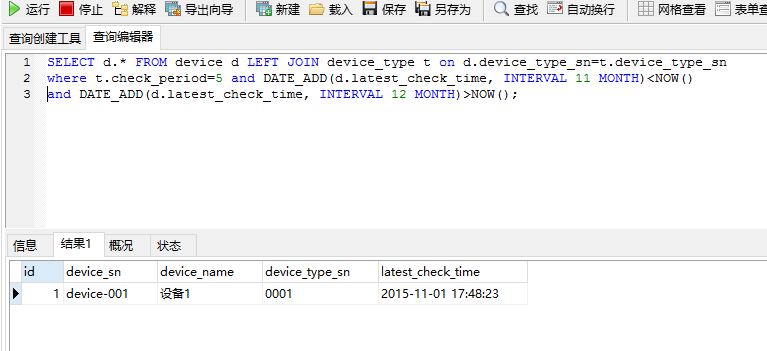 运行 停止 解释 导出向导 新建 载入 保存 另存为 查找 自动换行 网格查看 表单查
查询创建工具 查询编辑器
1 SELECT d.* FROM device d LEFT JOIN device_type t on d.device_type_sn=t.device_type_sn
2 where t.check_period=5 and DATE_ADD(d.latest_check_time, INTERVAL 11 MONTH)<NOW()
3 and DATE_ADD(d.latest_check_time, INTERVAL 12 MONTH)>NOW();
信息 结果1 概况 状态
id device_sn device_name device_type_sn latest_check_time
1 device-001 设备1 0001 2015-11-01 17:48:23